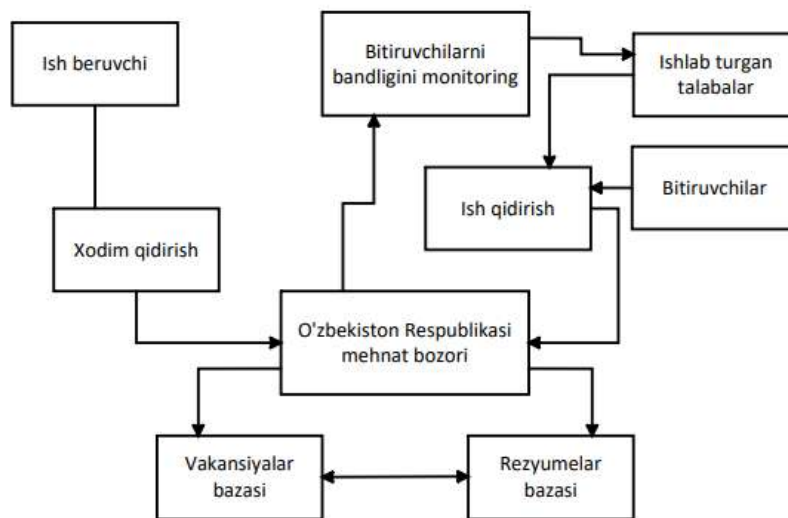 Ish beruvchi
Bitiruvchilarni
bandligini monitoring
Ishlab turgan
talabalar
Bitiruvchilar
Ish qidirish
Xodim qidirish
O'zbekiston Respublikasi
mehnat bozori
Vakansiyalar
bazasi
Rezyumelar
bazasi